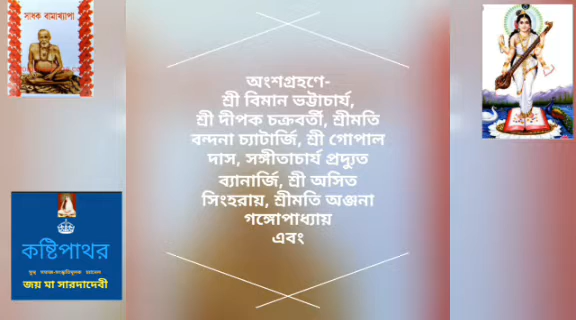 সাধক বামাখ্যাপা
অংশগ্রহণে-
শ্রী বিমান ভট্টাচার্য,
শ্রী দীপক চক্রবর্তী, শ্রীমতি
বন্দনা চ্যাটার্জি, শ্রী গোপাল
দাস, সঙ্গীতাচার্য প্রদ্যুত
ব্যানার্জি, শ্রী অসিত
সিংহরায়, শ্রীমতি অঞ্জনা
গঙ্গোপাধ্যায়
এবং
কষ্টিপাথর
জয় মা সারদাদেবী